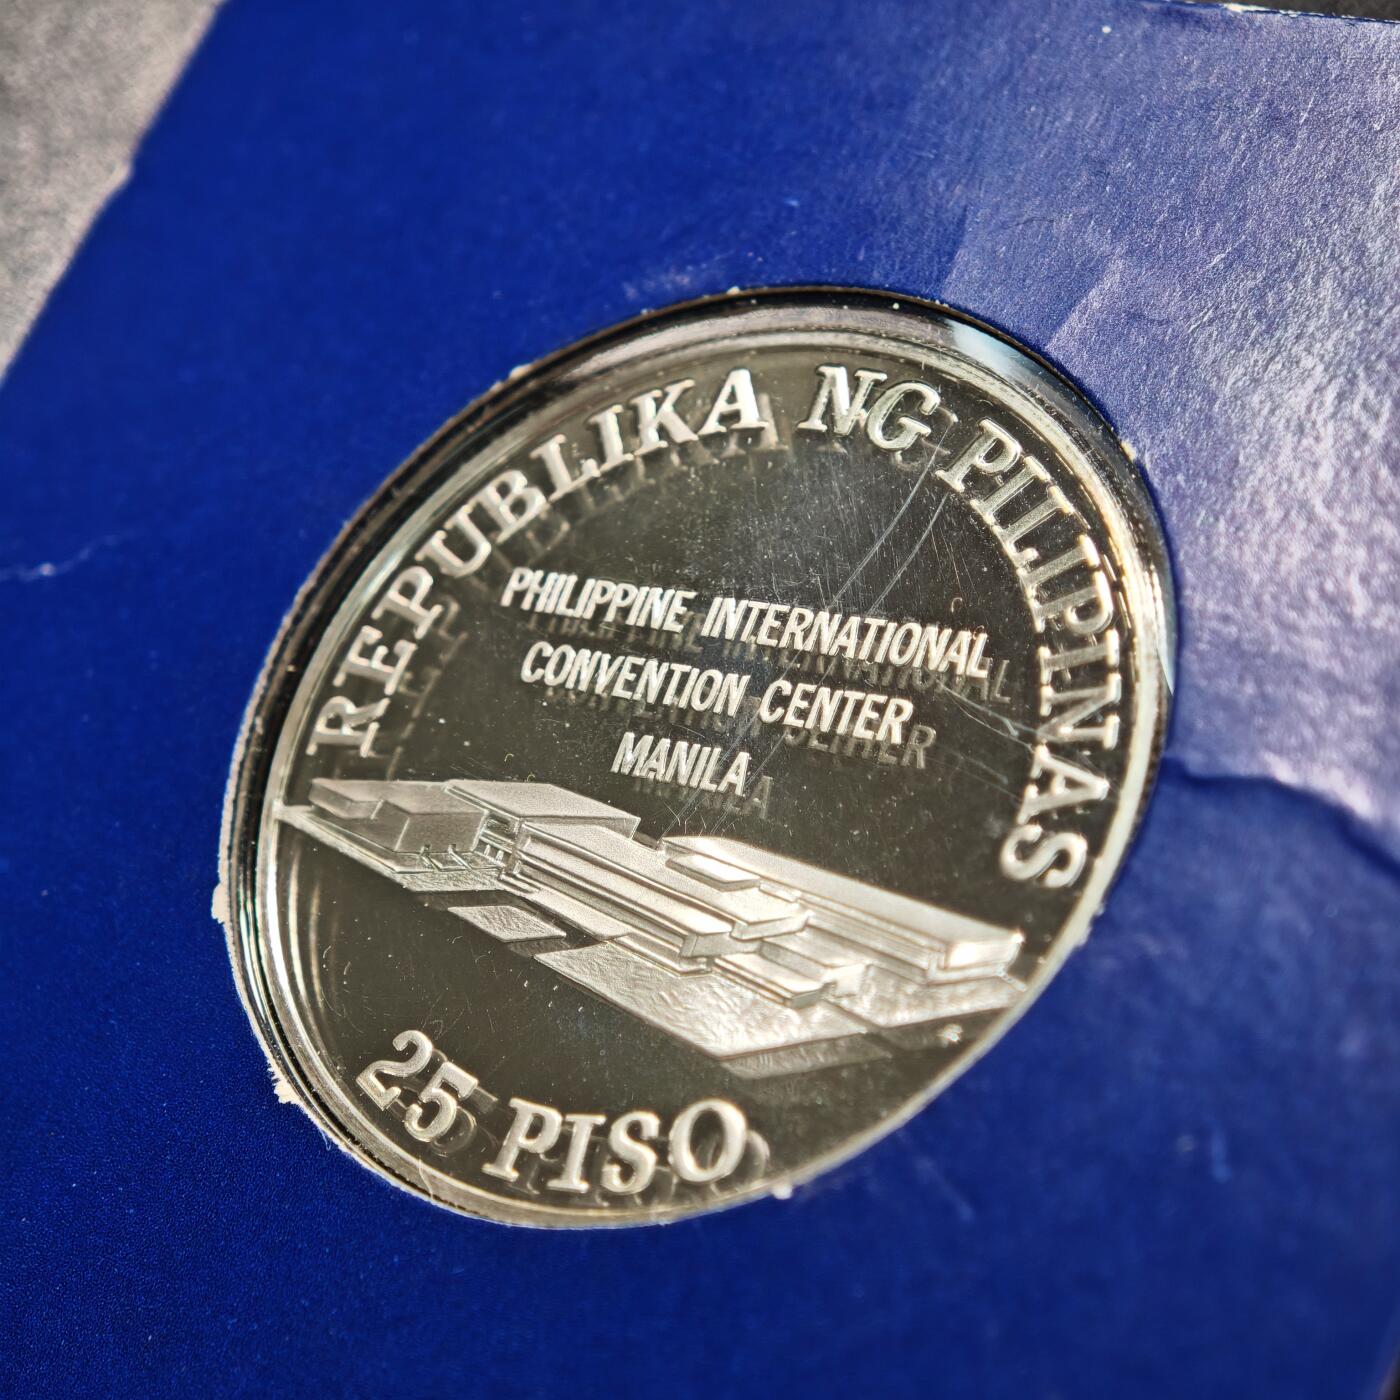 REPUBLIKA NG PILIPINAS
PHILIPPINE INTERNATIONAL
CONVENTION CENTER
MANILA
25 PISO